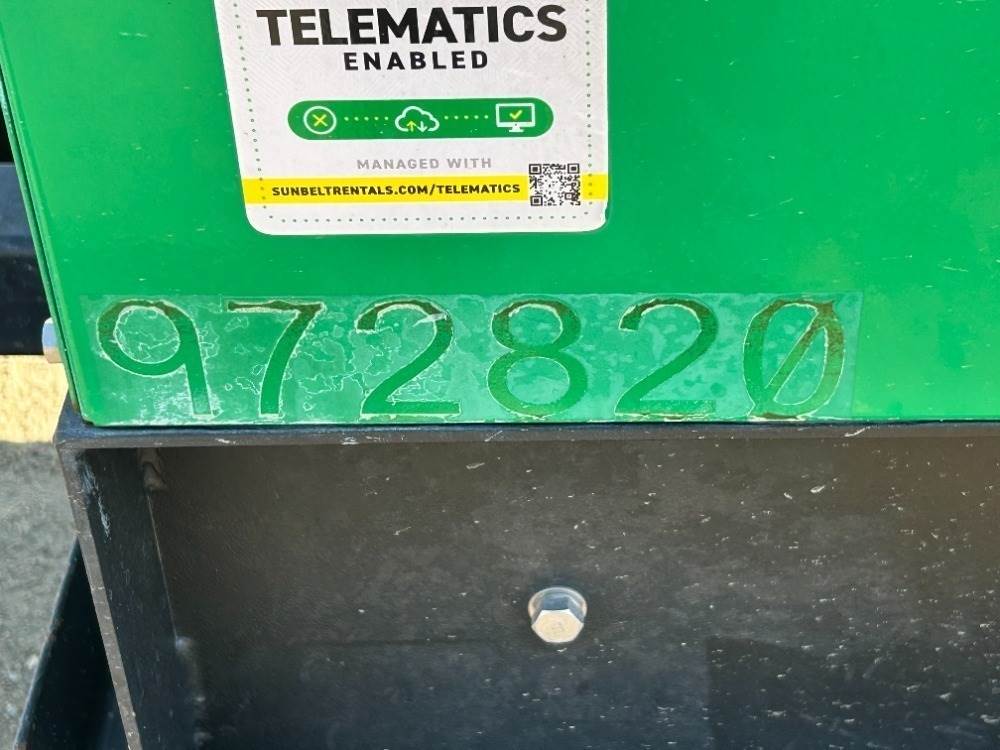 TELEMATICS
ENABLED
MANAGED WITH
SUNBELTRENTALS.COM/TELEMATICS
972820